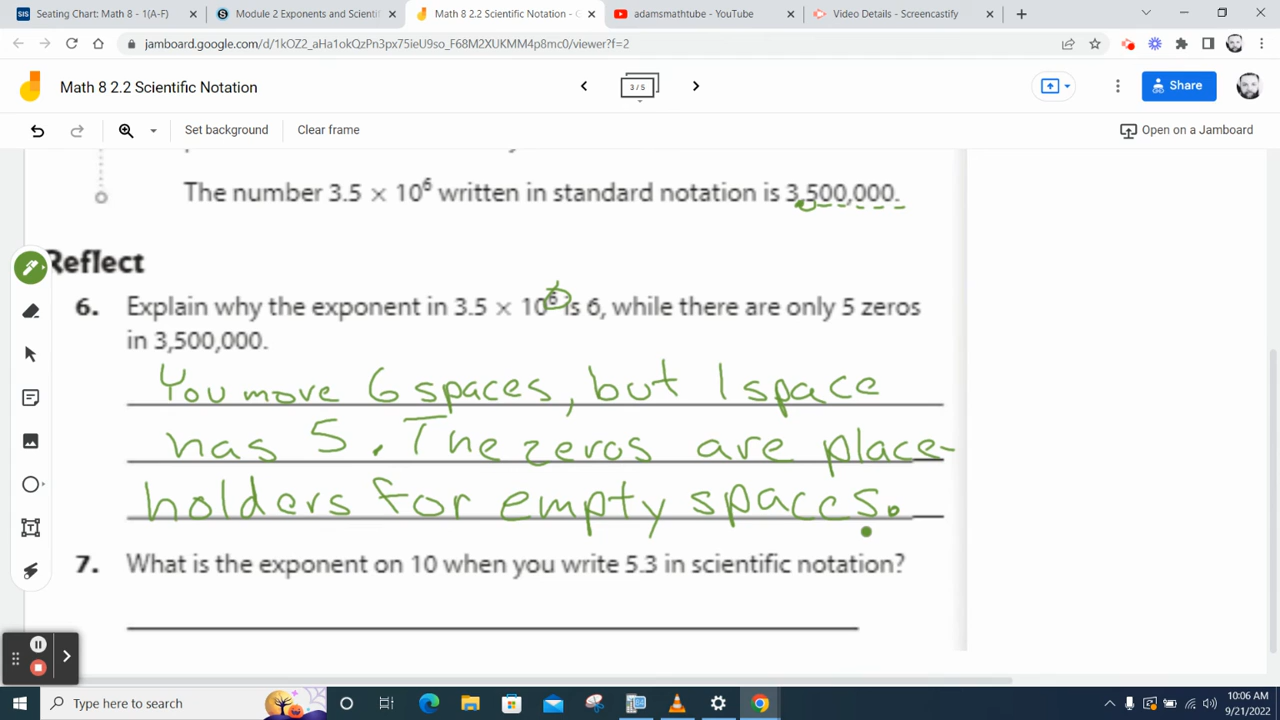 Seating Chart: Math 8 - 1(A-F)
Module 2 Exponents and Scientif
Math 8 2.2 Scientific Notation - G
adamsmathtube - YouTube
Video Details - Screencastify
jamboard.google.com/d/1kOZ2_aHa1okQzPn3px75ieU9so_F68M2XUKMM4p8mc0/viewer?f=2
Math 8 2.2 Scientific Notation
3 / 5
Share
Set background
Clear frame
Open on a Jamboard
The number 3.5 × 10⁶ written in standard notation is 3,500,000.
Reflect
6. Explain why the exponent in 3.5 × 10⁶ is 6, while there are only 5 zeros
in 3,500,000.
You move 6 spaces, but 1 space
has 5. The zeros are place-
holders for empty spaces.
7. What is the exponent on 10 when you write 5.3 in scientific notation?
Type here to search
10:06 AM
9/21/2022